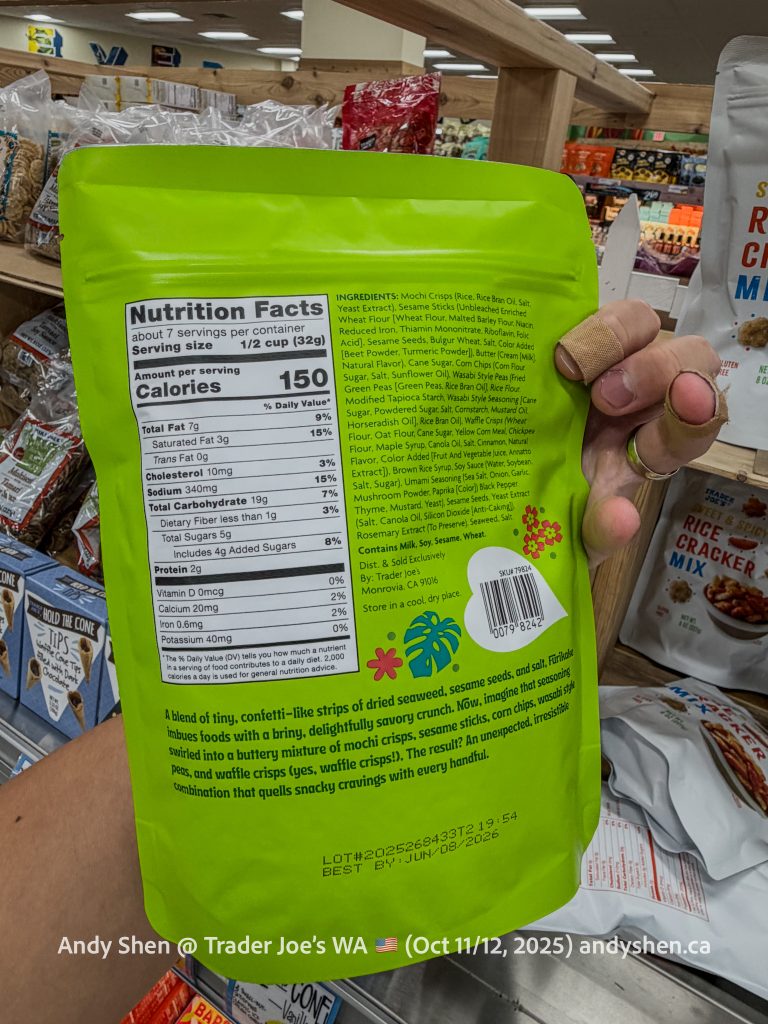 Nutrition Facts
about 7 servings per container
Serving size 1/2 cup (32g)
Amount per serving
Calories 150
% Daily Value*
Total Fat 7g 9%
Saturated Fat 3g 15%
Trans Fat 0g
Cholesterol 10mg 3%
Sodium 340mg 15%
Total Carbohydrate 19g 7%
Dietary Fiber less than 1g 3%
Total Sugars 5g
Includes 4g Added Sugars 8%
Protein 2g
Vitamin D 0mcg 0%
Calcium 20mg 2%
Iron 0.6mg 2%
Potassium 40mg 0%
*The % Daily Value (DV) tells you how much a nutrient
in a serving of food contributes to a daily diet. 2,000
calories a day is used for general nutrition advice.
INGREDIENTS: Mochi Crisps (Rice, Rice Bran Oil, Salt,
Yeast Extract), Sesame Sticks (Unbleached Enriched
Wheat Flour [Wheat Flour, Malted Barley Flour, Niacin,
Reduced Iron, Thiamin Mononitrate, Riboflavin, Folic
Acid], Sesame Seeds, Bulgur Wheat, Salt, Color Added
[Beet Powder, Turmeric Powder]), Butter (Cream [Milk],
Natural Flavor), Cane Sugar, Corn Chips (Corn Flour
Sugar, Salt, Sunflower Oil), Wasabi Style Peas (Fried
Green Peas [Green Peas, Rice Bran Oil], Rice Flour,
Modified Tapioca Starch, Wasabi Style Seasoning [Cane
Sugar, Powdered Sugar, Salt, Cornstarch, Mustard Oil,
Horseradish Oil], Rice Bran Oil), Waffle Crisps (Wheat
Flour, Oat Flour, Cane Sugar, Yellow Corn Meal, Chickpea
Flour, Maple Syrup, Canola Oil, Salt, Cinnamon, Natural
Flavor, Color Added [Fruit And Vegetable Juice, Annatto
Extract]), Brown Rice Syrup, Soy Sauce (Water, Soybean,
Salt, Sugar), Umami Seasoning (Sea Salt, Onion, Garlic,
Mushroom Powder, Paprika [Color], Black Pepper,
Thyme, Mustard, Yeast), Sesame Seeds, Yeast Extract
(Salt, Canola Oil, Silicon Dioxide [Anti-Caking]),
Rosemary Extract (To Preserve), Seaweed, Salt.
Contains Milk, Soy, Sesame, Wheat.
Dist. & Sold Exclusively
By: Trader Joe's
Monrovia, CA 91016
Store in a cool, dry place.
SKU# 79824
0079 8242
A blend of tiny, confetti-like strips of dried seaweed, sesame seeds, and salt, Fürikake
imbues foods with a briny, delightfully savory crunch. Now, imagine that seasoning
swirled into a buttery mixture of mochi crisps, sesame sticks, corn chips, wasabi style
peas, and waffle crisps (yes, waffle crisps!). The result? An unexpected, irresistible
combination that quells snacky cravings with every handful.
LOT#2025268433T2 19:54
BEST BY:JUN/08/2026
HOLD THE CONE
TIPS
Waffle Cone Tips
Filled with Dark
Chocolate
TRADER JOE'S
RICE
CRACKER
MIX
Andy Shen @ Trader Joe's WA 🇺🇸 (Oct 11/12, 2025) andyshen.ca